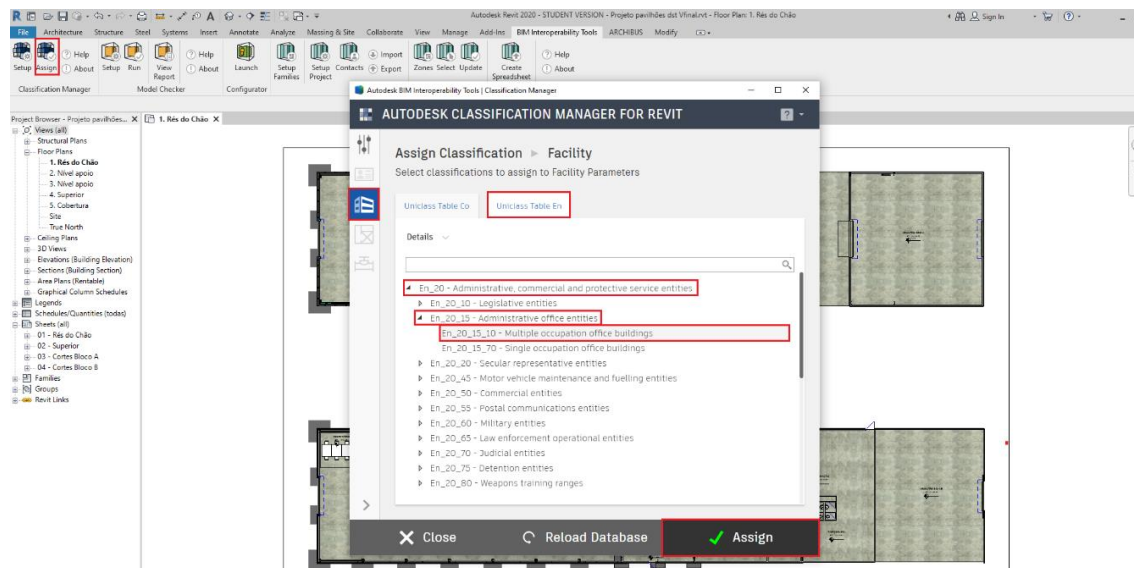 Autodesk Revit 2020 - STUDENT VERSION - Projeto pavilhões dst Vfinal.rvt - Floor Plan: 1. Rés do Chão
Sign In
File Architecture Structure Steel Systems Insert Annotate Analyze Massing & Site Collaborate View Manage Add-Ins BIM Interoperability Tools ARCHIBUS Modify
Help Help Import Help
Setup Assign About Setup Run View Report About Launch Setup Families Setup Project Contacts Export Zones Select Update Create Spreadsheet About
Classification Manager Model Checker Configurator
Project Browser - Projeto pavilhões...
1. Rés do Chão
Views (all)
Structural Plans
Floor Plans
1. Rés do Chão
2. Nível apoio
3. Nível apoio
4. Superior
5. Cobertura
Site
True North
Ceiling Plans
3D Views
Elevations (Building Elevation)
Sections (Building Section)
Area Plans (Rentable)
Graphical Column Schedules
Legends
Schedules/Quantities (todas)
Sheets (all)
01 - Rés do Chão
02 - Superior
03 - Cortes Bloco A
04 - Cortes Bloco B
Families
Groups
Revit Links
Autodesk BIM Interoperability Tools | Classification Manager
AUTODESK CLASSIFICATION MANAGER FOR REVIT
Assign Classification Facility
Select classifications to assign to Facility Parameters
Uniclass Table Co Uniclass Table En
Details
En_20 - Administrative, commercial and protective service entities
En_20_10 - Legislative entities
En_20_15 - Administrative office entities
En_20_15_10 - Multiple occupation office buildings
En_20_15_70 - Single occupation office buildings
En_20_20 - Secular representative entities
En_20_45 - Motor vehicle maintenance and fuelling entities
En_20_50 - Commercial entities
En_20_55 - Postal communications entities
En_20_60 - Military entities
En_20_65 - Law enforcement operational entities
En_20_70 - Judicial entities
En_20_75 - Detention entities
En_20_80 - Weapons training ranges
Close Reload Database Assign